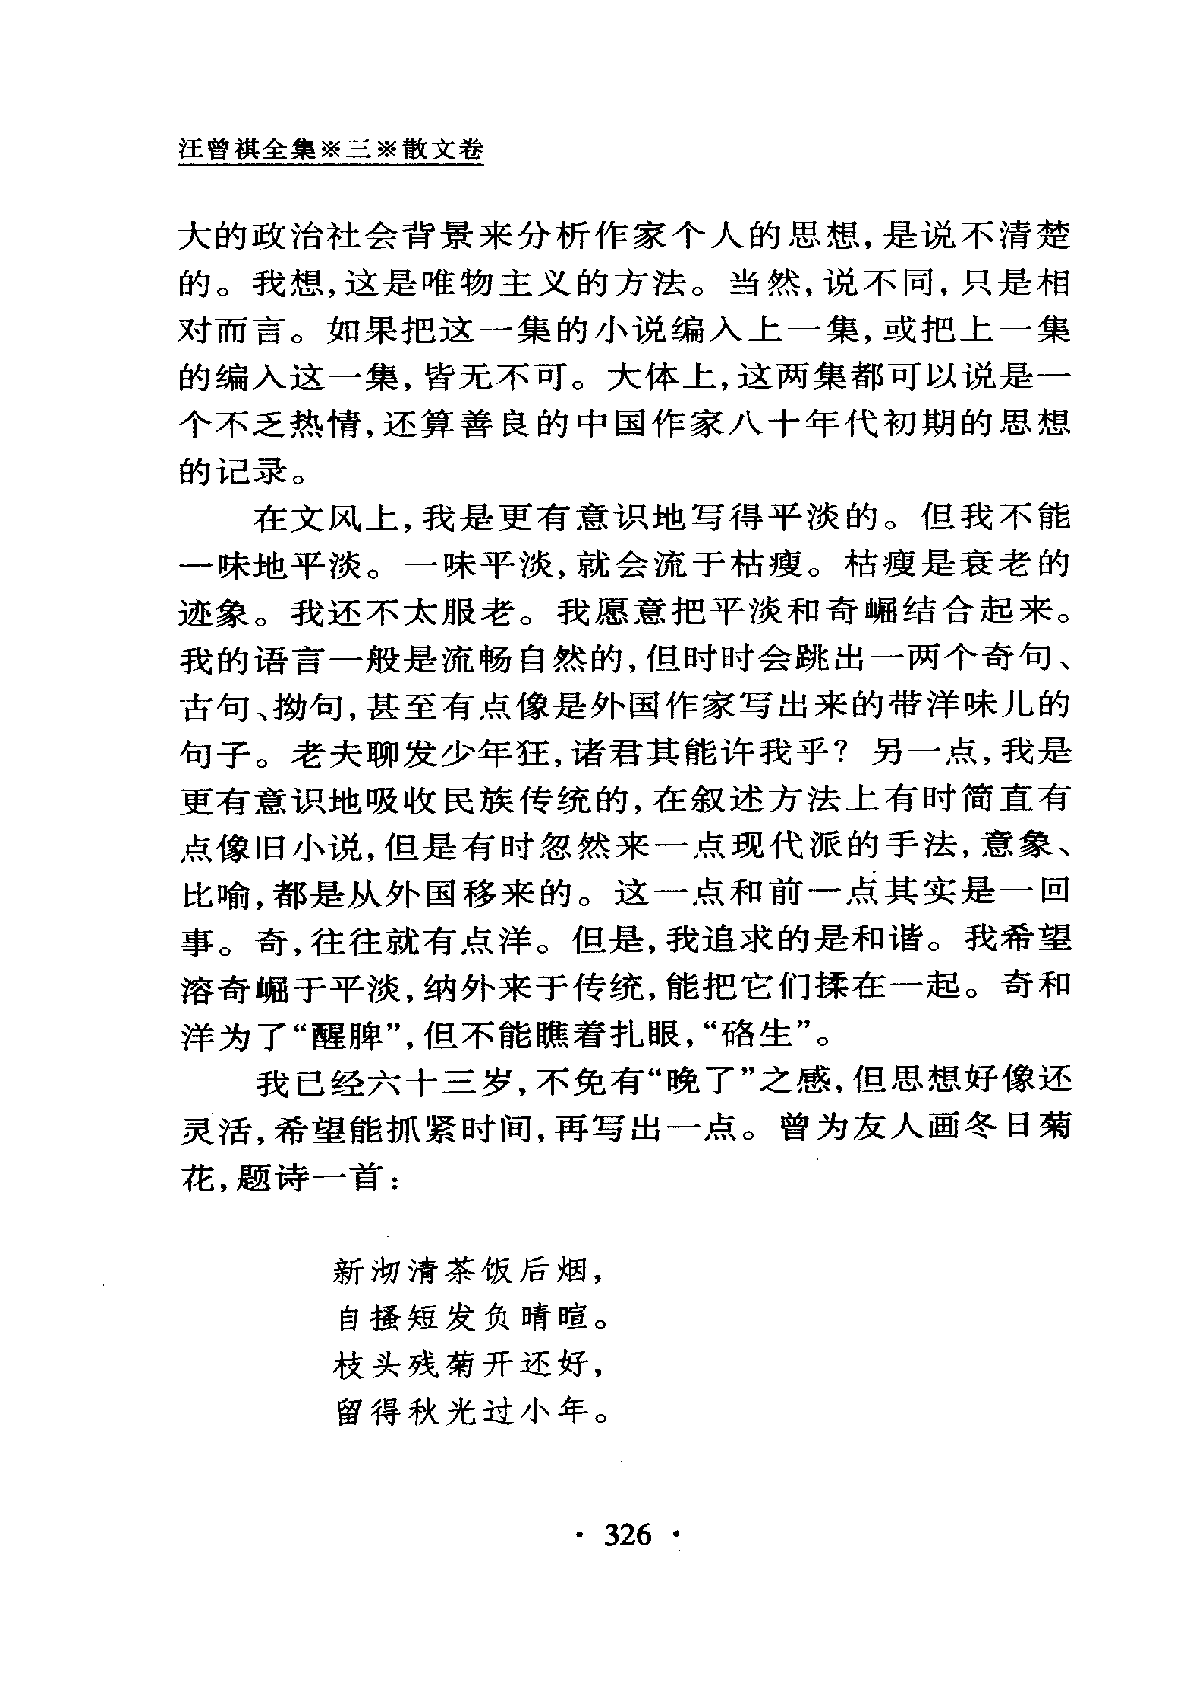 汪曾祺全集※三※散文卷
大的政治社会背景来分析作家个人的思想,是说不清楚
的。我想,这是唯物主义的方法。当然,说不同,只是相
对而言。如果把这一集的小说编入上一集,或把上一集
的编入这一集,皆无不可。大体上,这两集都可以说是一
个不乏热情,还算善良的中国作家八十年代初期的思想
的记录。
在文风上,我是更有意识地写得平淡的。但我不能
一味地平淡。一味平淡,就会流于枯瘦。枯瘦是衰老的
迹象。我还不太服老。我愿意把平淡和奇崛结合起来。
我的语言一般是流畅自然的,但时时会跳出一两个奇句、
古句、拗句,甚至有点像是外国作家写出来的带洋味儿的
句子。老夫聊发少年狂,诸君其能许我乎？另一点,我是
更有意识地吸收民族传统的,在叙述方法上有时简直有
点像旧小说,但是有时忽然来一点现代派的手法,意象、
比喻,都是从外国移来的。这一点和前一点其实是一回
事。奇,往往就有点洋。但是,我追求的是和谐。我希望
溶奇崛于平淡,纳外来于传统,能把它们揉在一起。奇和
洋为了“醒脾”,但不能瞧着扎眼,“硌生”。
我已经六十三岁,不免有“晚了”之感,但思想好像还
灵活,希望能抓紧时间,再写出一点。曾为友人画冬日菊
花,题诗一首：
新沏清茶饭后烟,
自搔短发负晴暄。
枝头残菊开还好,
留得秋光过小年。
· 326 ·